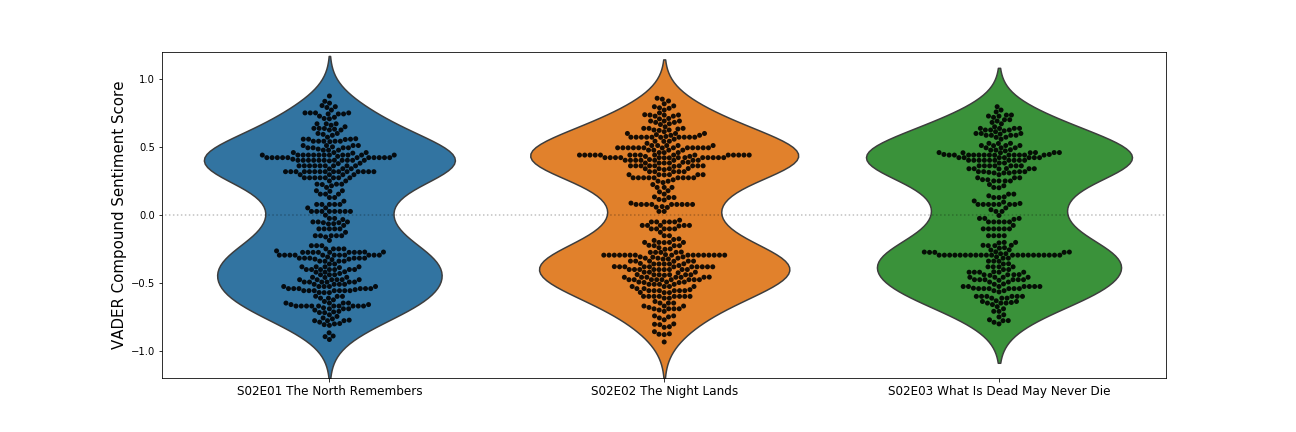 VADER Compound Sentiment Score
1.0
0.5
0.0
−0.5
−1.0
S02E01 The North Remembers
S02E02 The Night Lands
S02E03 What Is Dead May Never Die